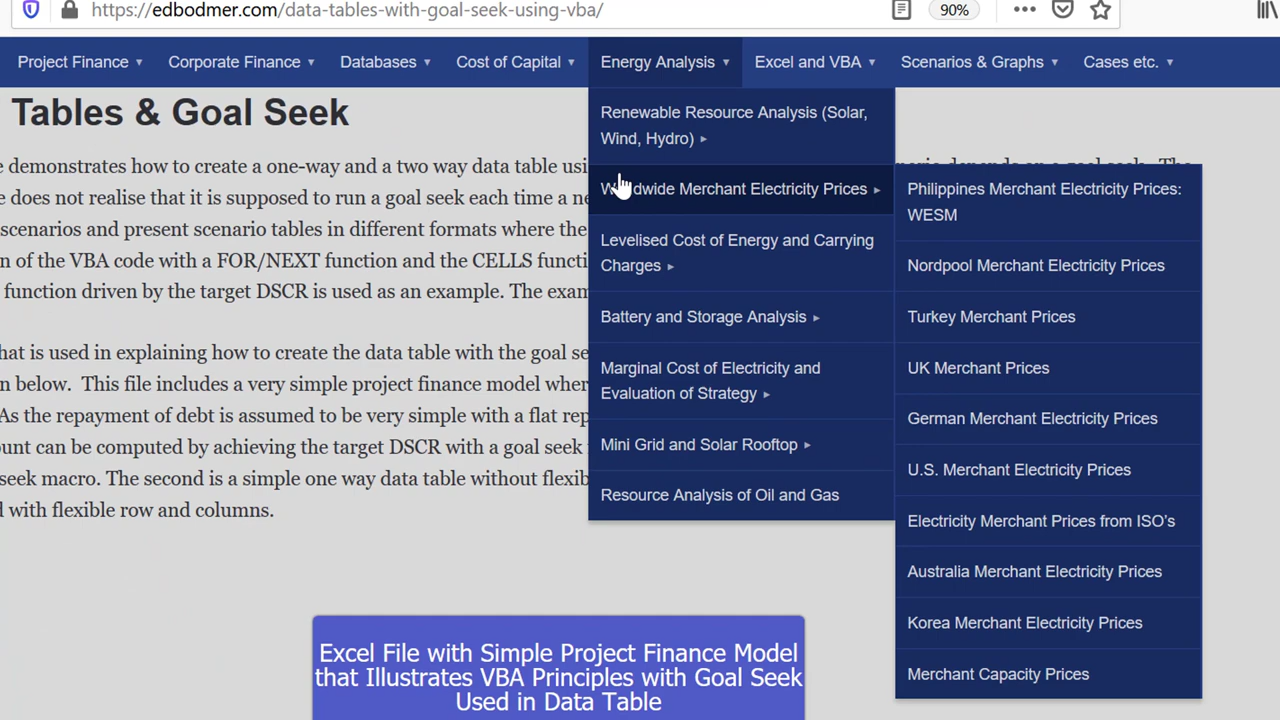 https://edbodmer.com/data-tables-with-goal-seek-using-vba/
90%
Project Finance
Corporate Finance
Databases
Cost of Capital
Energy Analysis
Excel and VBA
Scenarios & Graphs
Cases etc.
Tables & Goal Seek
e demonstrates how to create a one-way and a two way data table usi
e does not realise that it is supposed to run a goal seek each time a ne
scenarios and present scenario tables in different formats where the
n of the VBA code with a FOR/NEXT function and the CELLS functi
function driven by the target DSCR is used as an example. The exam
hat is used in explaining how to create the data table with the goal se
n below. This file includes a very simple project finance model wher
As the repayment of debt is assumed to be very simple with a flat rep
ount can be computed by achieving the target DSCR with a goal seek
seek macro. The second is a simple one way data table without flexib
d with flexible row and columns.
Renewable Resource Analysis (Solar,
Wind, Hydro)
Worldwide Merchant Electricity Prices
Levelised Cost of Energy and Carrying
Charges
Battery and Storage Analysis
Marginal Cost of Electricity and
Evaluation of Strategy
Mini Grid and Solar Rooftop
Resource Analysis of Oil and Gas
Philippines Merchant Electricity Prices:
WESM
Nordpool Merchant Electricity Prices
Turkey Merchant Prices
UK Merchant Prices
German Merchant Electricity Prices
U.S. Merchant Electricity Prices
Electricity Merchant Prices from ISO's
Australia Merchant Electricity Prices
Korea Merchant Electricity Prices
Merchant Capacity Prices
Excel File with Simple Project Finance Model
that Illustrates VBA Principles with Goal Seek
Used in Data Table